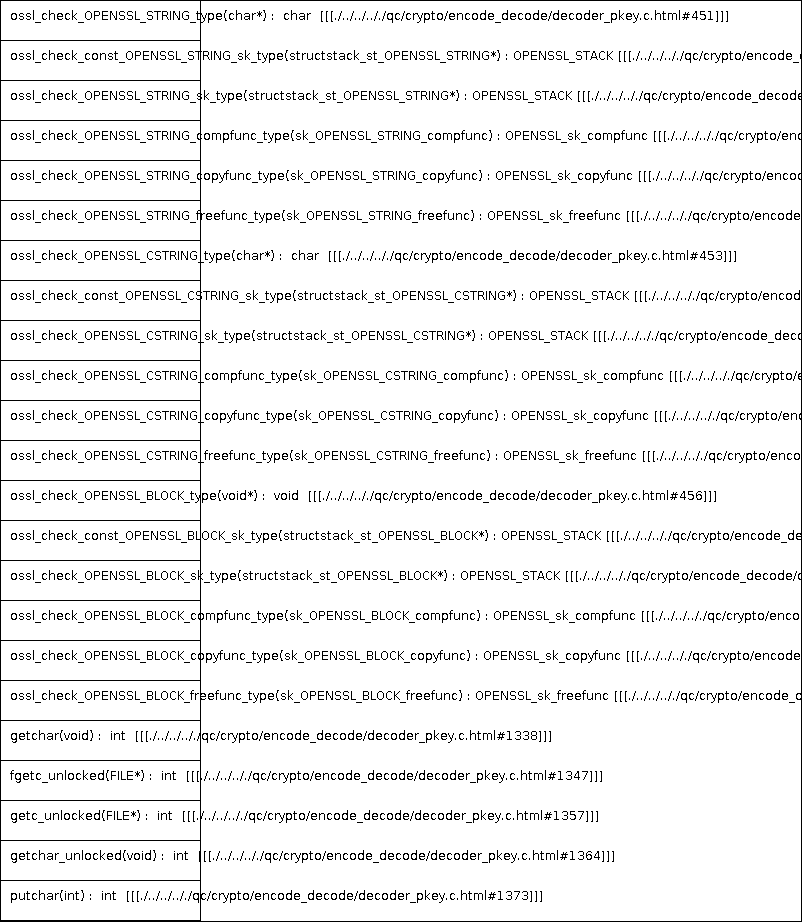 ossl_check_OPENSSL_STRING_type(char*) : char [[[./../../././qc/crypto/encode_decode/decoder_pkey.c.html#451]]]
ossl_check_const_OPENSSL_STRING_sk_type(structstack_st_OPENSSL_STRING*) : OPENSSL_STACK [[[./../../././qc/crypto/encode_
ossl_check_OPENSSL_STRING_sk_type(structstack_st_OPENSSL_STRING*) : OPENSSL_STACK [[[./../../././qc/crypto/encode_decode
ossl_check_OPENSSL_STRING_compfunc_type(sk_OPENSSL_STRING_compfunc) : OPENSSL_sk_compfunc [[[./../../././qc/crypto/en
ossl_check_OPENSSL_STRING_copyfunc_type(sk_OPENSSL_STRING_copyfunc) : OPENSSL_sk_copyfunc [[[./../../././qc/crypto/enc
ossl_check_OPENSSL_STRING_freefunc_type(sk_OPENSSL_STRING_freefunc) : OPENSSL_sk_freefunc [[[./../../././qc/crypto/encode
ossl_check_OPENSSL_CSTRING_type(char*) : char [[[./../../././qc/crypto/encode_decode/decoder_pkey.c.html#453]]]
ossl_check_const_OPENSSL_CSTRING_sk_type(structstack_st_OPENSSL_CSTRING*) : OPENSSL_STACK [[[./../../././qc/crypto/encod
ossl_check_OPENSSL_CSTRING_sk_type(structstack_st_OPENSSL_CSTRING*) : OPENSSL_STACK [[[./../../././qc/crypto/encode_deco
ossl_check_OPENSSL_CSTRING_compfunc_type(sk_OPENSSL_CSTRING_compfunc) : OPENSSL_sk_compfunc [[[./../../././qc/crypto/e
ossl_check_OPENSSL_CSTRING_copyfunc_type(sk_OPENSSL_CSTRING_copyfunc) : OPENSSL_sk_copyfunc [[[./../../././qc/crypto/en
ossl_check_OPENSSL_CSTRING_freefunc_type(sk_OPENSSL_CSTRING_freefunc) : OPENSSL_sk_freefunc [[[./../../././qc/crypto/enco
ossl_check_OPENSSL_BLOCK_type(void*) : void [[[./../../././qc/crypto/encode_decode/decoder_pkey.c.html#456]]]
ossl_check_const_OPENSSL_BLOCK_sk_type(structstack_st_OPENSSL_BLOCK*) : OPENSSL_STACK [[[./../../././qc/crypto/encode_de
ossl_check_OPENSSL_BLOCK_sk_type(structstack_st_OPENSSL_BLOCK*) : OPENSSL_STACK [[[./../../././qc/crypto/encode_decode/
ossl_check_OPENSSL_BLOCK_compfunc_type(sk_OPENSSL_BLOCK_compfunc) : OPENSSL_sk_compfunc [[[./../../././qc/crypto/enco
ossl_check_OPENSSL_BLOCK_copyfunc_type(sk_OPENSSL_BLOCK_copyfunc) : OPENSSL_sk_copyfunc [[[./../../././qc/crypto/encode
ossl_check_OPENSSL_BLOCK_freefunc_type(sk_OPENSSL_BLOCK_freefunc) : OPENSSL_sk_freefunc [[[./../../././qc/crypto/encode_
getchar(void) : int [[[./../../././qc/crypto/encode_decode/decoder_pkey.c.html#1338]]]
fgetc_unlocked(FILE*) : int [[[./../../././qc/crypto/encode_decode/decoder_pkey.c.html#1347]]]
getc_unlocked(FILE*) : int [[[./../../././qc/crypto/encode_decode/decoder_pkey.c.html#1357]]]
getchar_unlocked(void) : int [[[./../../././qc/crypto/encode_decode/decoder_pkey.c.html#1364]]]
putchar(int) : int [[[./../../././qc/crypto/encode_decode/decoder_pkey.c.html#1373]]]